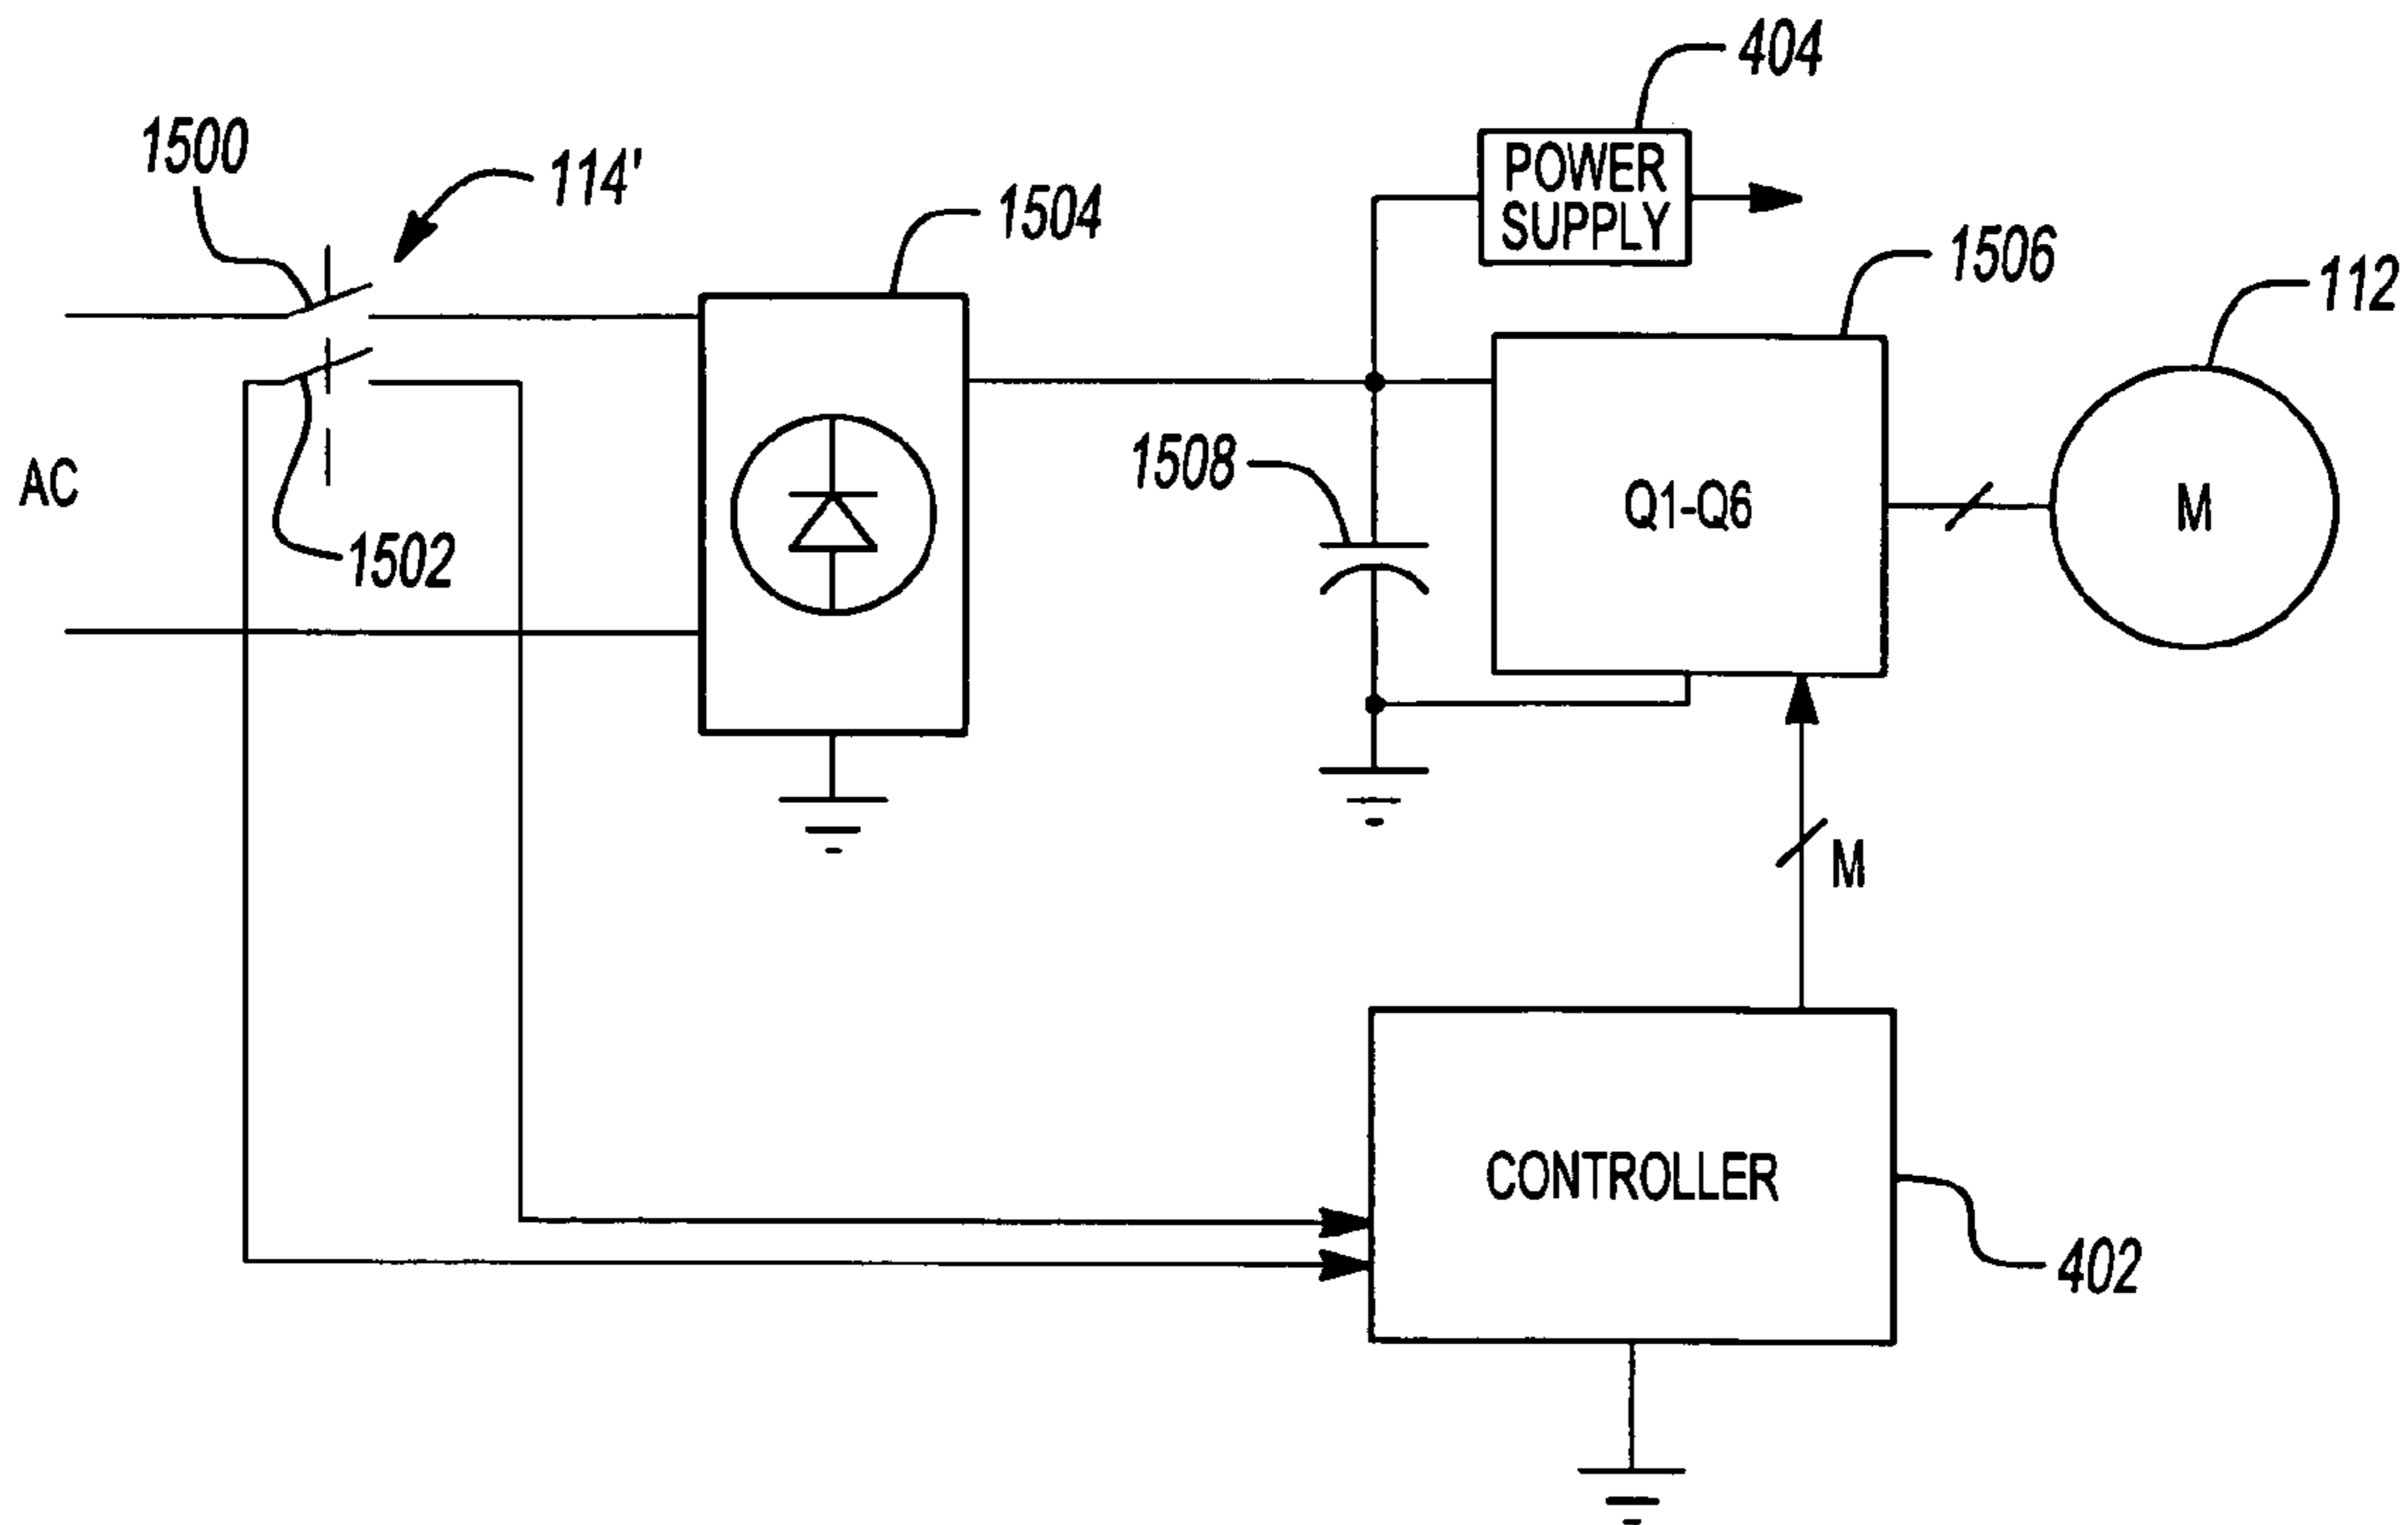 404
1500
114'
1504
POWER
SUPPLY
1506
112
1508
AC
Q1-Q6
M
1502
M
CONTROLLER
402